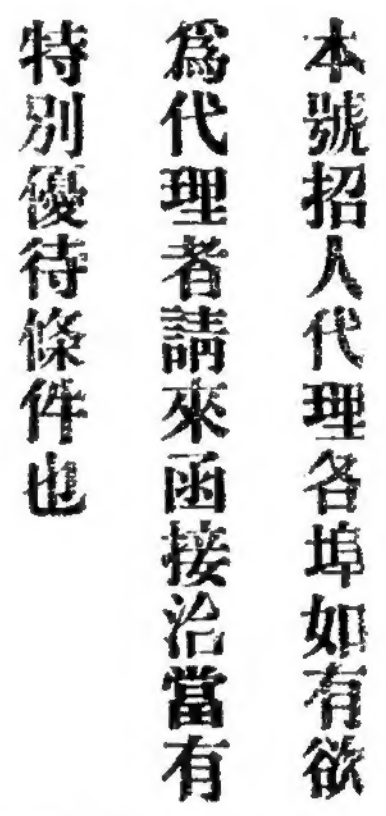 本號招人代理各埠如有欲
為代理者請來函接洽當有
特別優待條件也